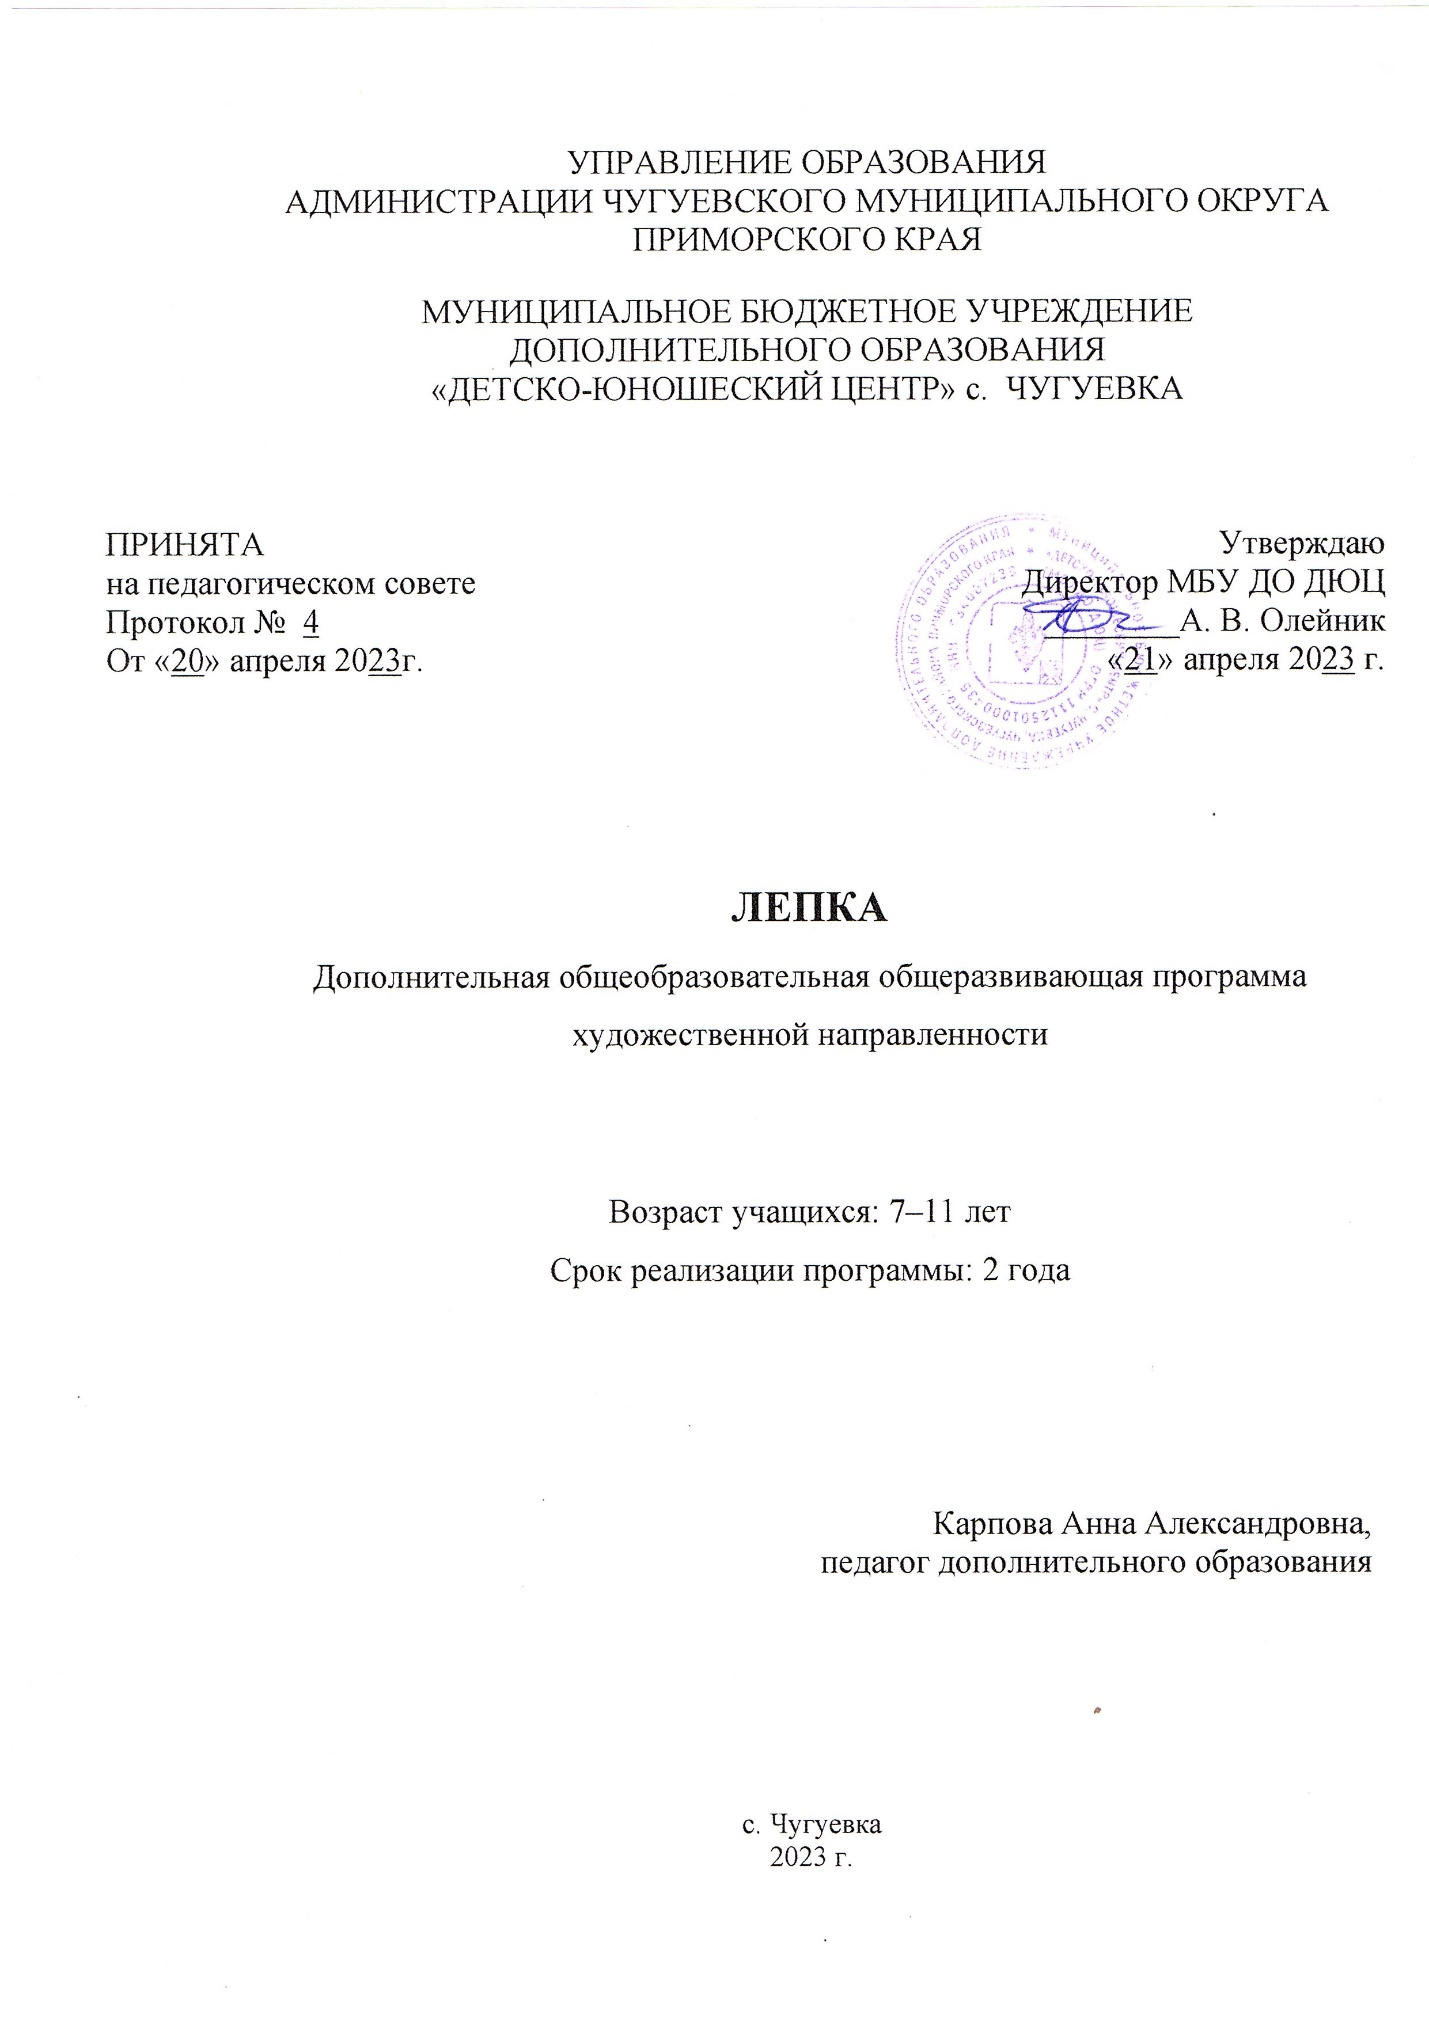 УПРАВЛЕНИЕ ОБРАЗОВАНИЯ
АДМИНИСТРАЦИИ ЧУГУЕВСКОГО МУНИЦИПАЛЬНОГО ОКРУГА
ПРИМОРСКОГО КРАЯ
МУНИЦИПАЛЬНОЕ БЮДЖЕТНОЕ УЧРЕЖДЕНИЕ
ДОПОЛНИТЕЛЬНОГО ОБРАЗОВАНИЯ
«ДЕТСКО-ЮНОШЕСКИЙ ЦЕНТР» с. ЧУГУЕВКА
ПРИНЯТА
на педагогическом совете
Протокол № 4
От «20» апреля 2023г.
Утверждаю
Директор МБУ ДО ДЮЦ
А. В. Олейник
«21» апреля 2023 г.
ЛЕПКА
Дополнительная общеобразовательная общеразвивающая программа
художественной направленности
Возраст учащихся: 7–11 лет
Срок реализации программы: 2 года
Карпова Анна Александровна,
педагог дополнительного образования
с. Чугуевка
2023 г.